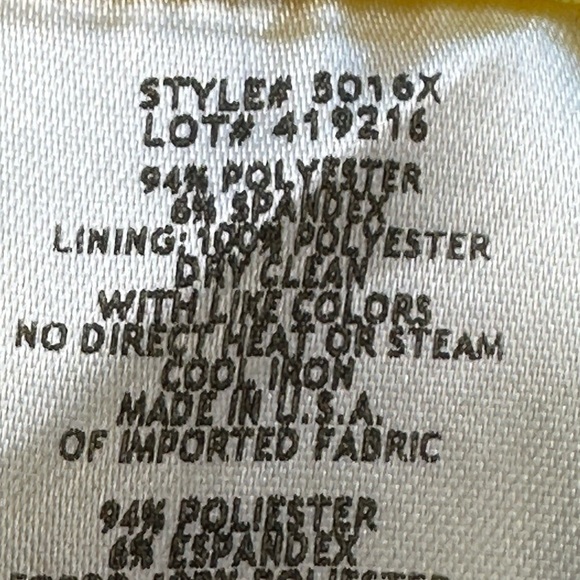 STYLE# 5016X
LOT# 419216
94% POLYESTER
6% SPANDEX
LINING: 100% POLYESTER
DRY CLEAN
WITH LIKE COLORS
NO DIRECT HEAT OR STEAM
COOL IRON
MADE IN U.S.A.
OF IMPORTED FABRIC
94% POLIESTER
6% ESPANDEX